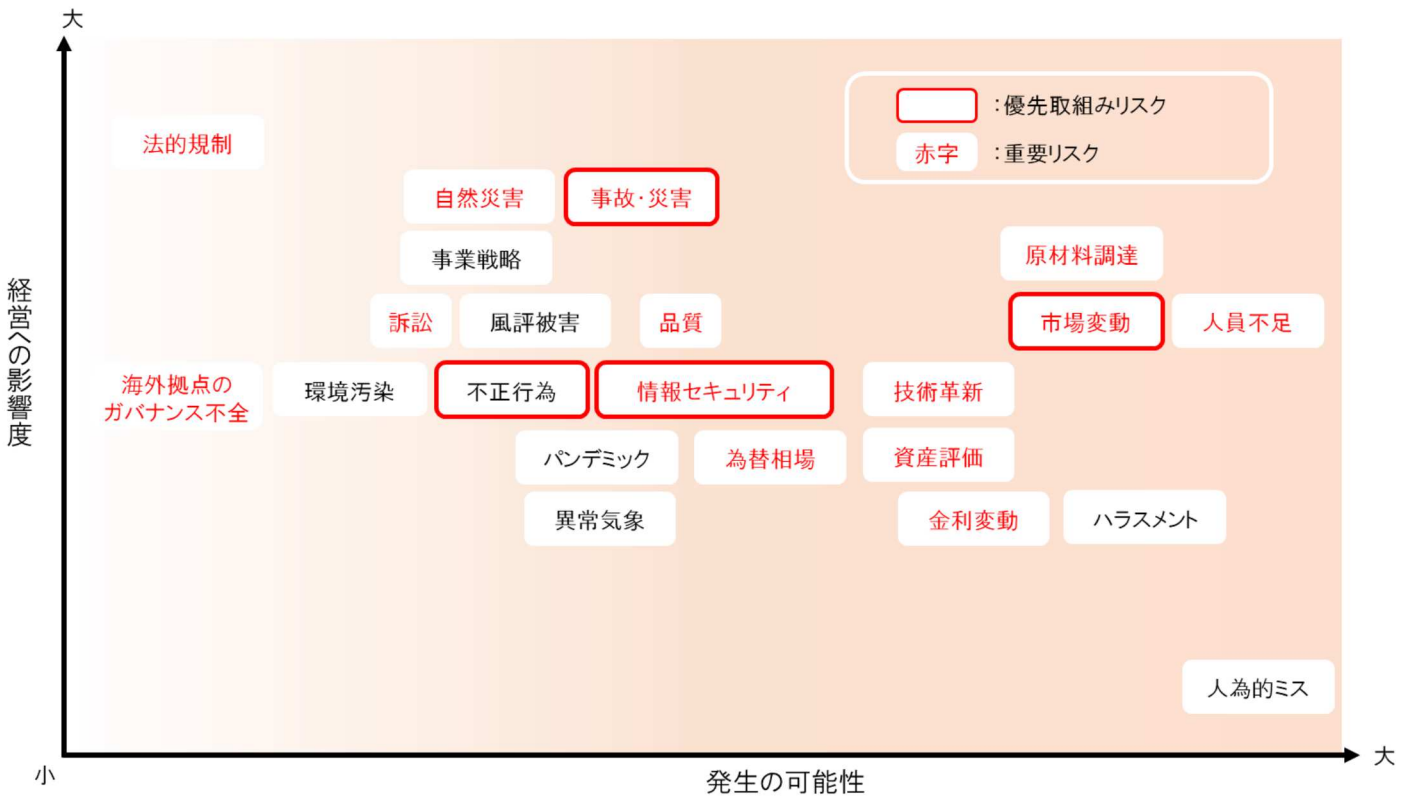 大
：優先取組みリスク
赤字 ：重要リスク
法的規制
自然災害 事故・災害
事業戦略 原材料調達
訴訟 風評被害 品質 市場変動 人員不足
経営への影響度
海外拠点の
ガバナンス不全
環境汚染 不正行為 情報セキュリティ 技術革新
パンデミック 為替相場 資産評価
異常気象 金利変動 ハラスメント
人為的ミス
小 大
発生の可能性